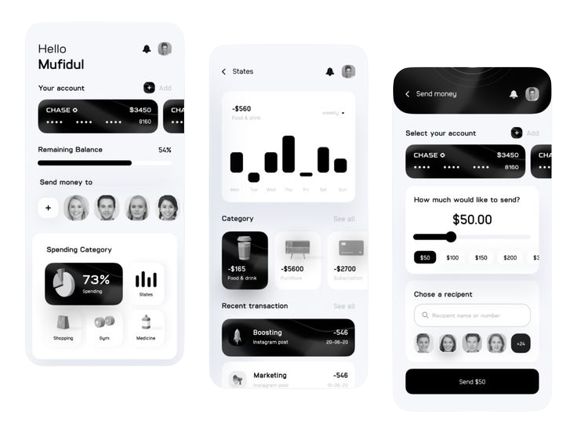 Hello
Mufidul
Your account
Add
CHASE
$3450
8160
Remaining Balance
54%
Send money to
Spending Category
73%
Spending
States
Shopping
Gym
Medicine
States
-$560
Food & drink
weekly
Mon
Tue
Wed
Thu
Fri
Sat
Sun
Category
See all
-$165
Food & drink
-$5600
Furniture
-$2700
Subscription
Recent transaction
See all
Boosting
-546
Instagram post
20-06-20
Marketing
-546
Instagram post
Send money
Select your account
Add
CHASE
$3450
8160
How much would like to send?
$50.00
$50
$100
$150
$200
Chose a recipent
Recipient name or number
+24
Send $50